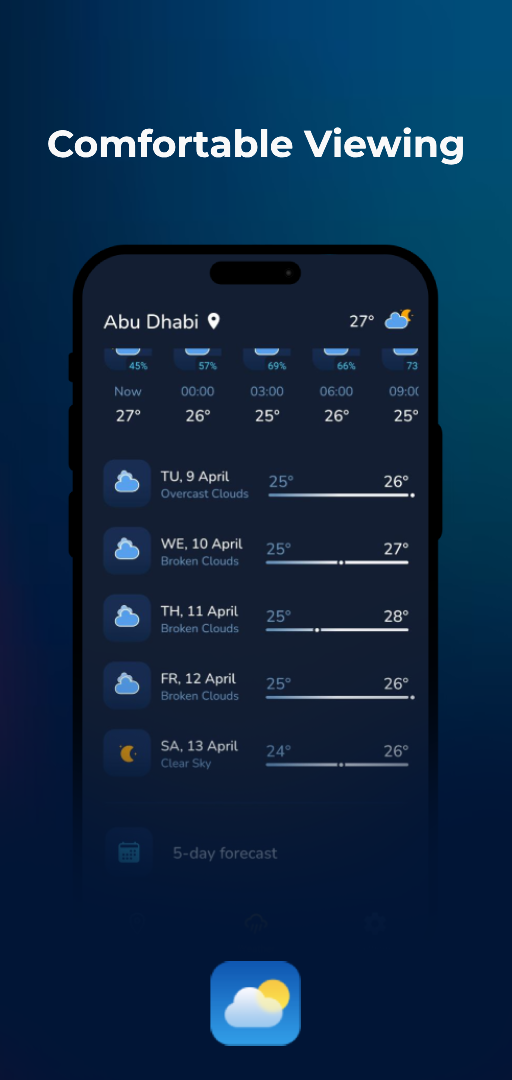 Comfortable Viewing
Abu Dhabi 27°
45% 57% 69% 66% 73
Now 00:00 03:00 06:00 09:00
27° 26° 25° 26° 25°
TU, 9 April 25° 26°
Overcast Clouds
WE, 10 April 25° 27°
Broken Clouds
TH, 11 April 25° 28°
Broken Clouds
FR, 12 April 25° 26°
Broken Clouds
SA, 13 April 24° 26°
Clear Sky
5-day forecast